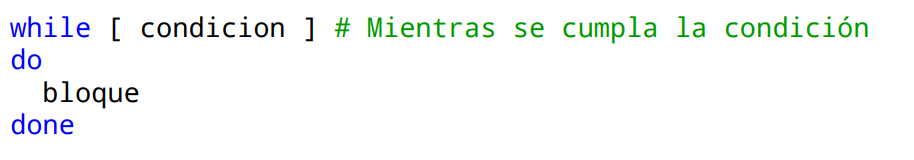 while [ condicion ] # Mientras se cumpla la condición
do
  bloque
done